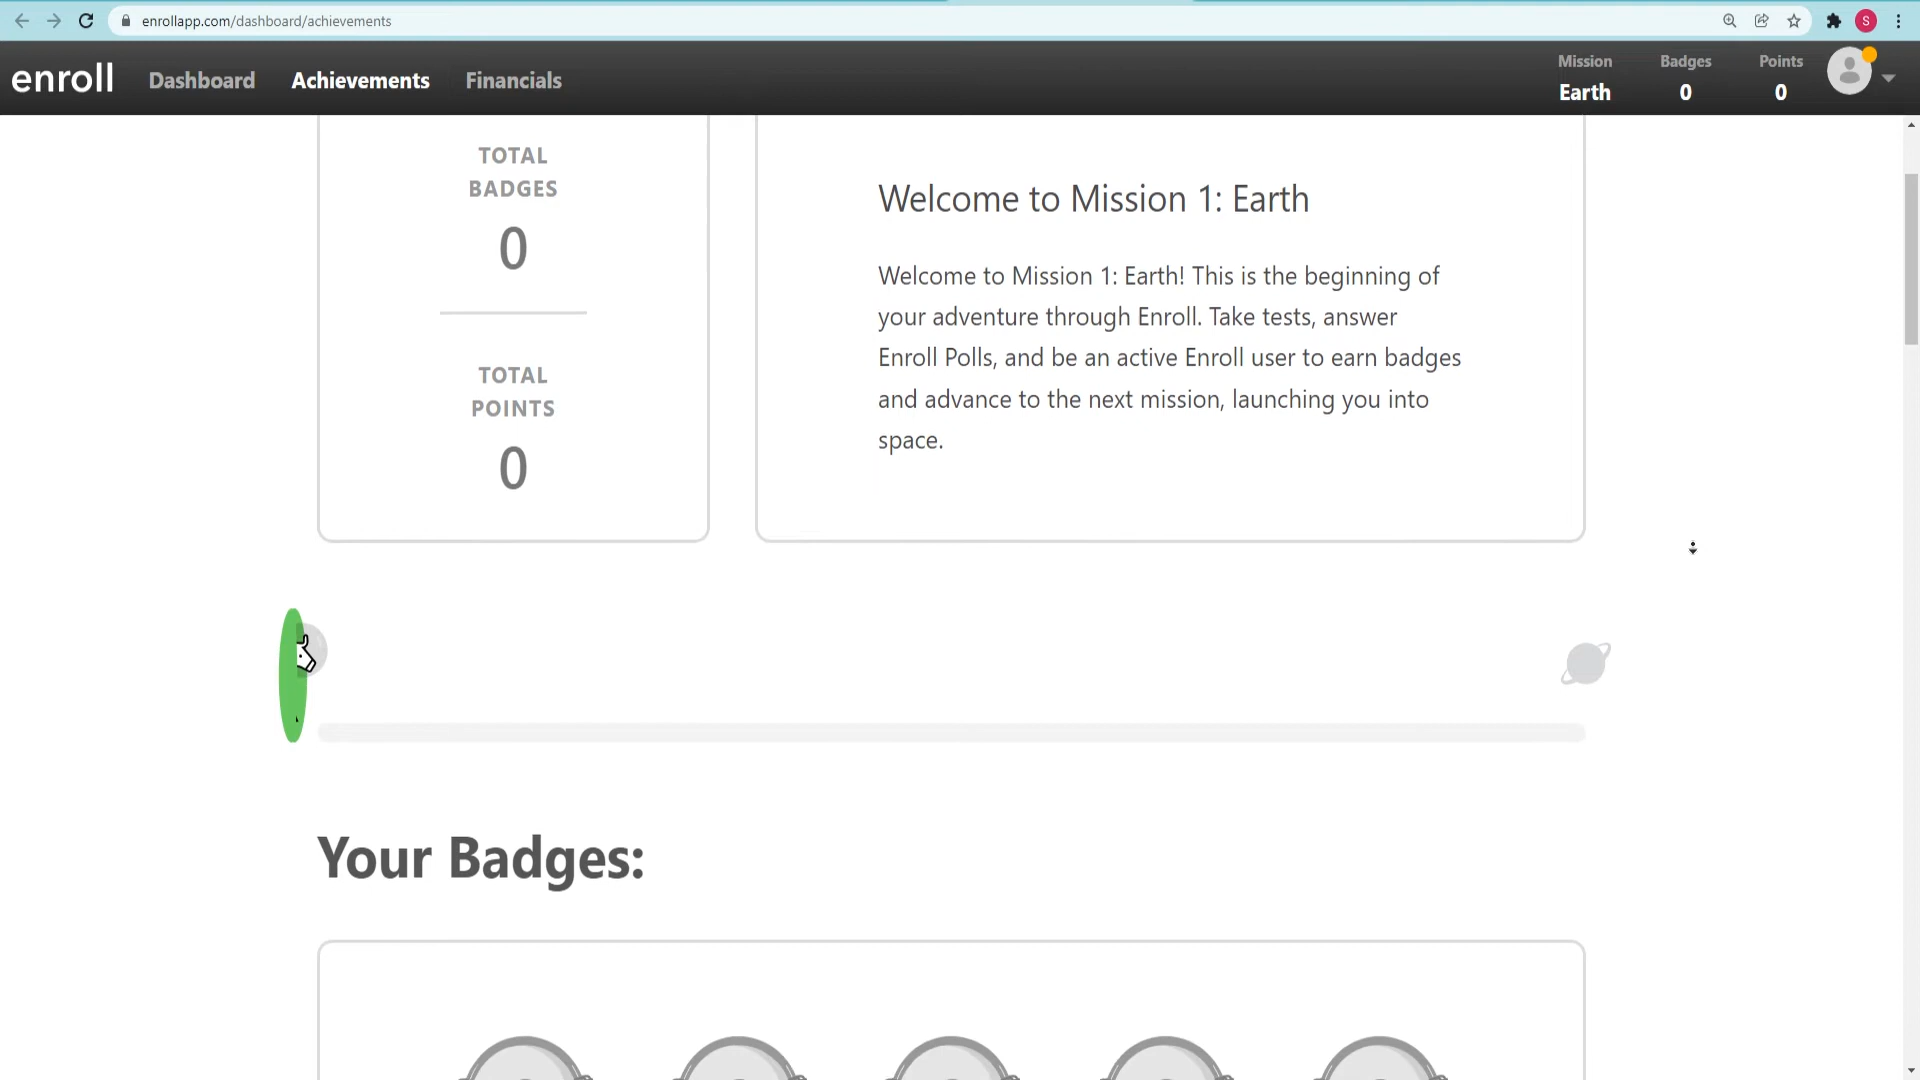 enrollapp.com/dashboard/achievements
S
enroll Dashboard Achievements Financials
Mission Badges Points
Earth 0 0
TOTAL
BADGES
0
TOTAL
POINTS
0
Welcome to Mission 1: Earth
Welcome to Mission 1: Earth! This is the beginning of
your adventure through Enroll. Take tests, answer
Enroll Polls, and be an active Enroll user to earn badges
and advance to the next mission, launching you into
space.
Your Badges: